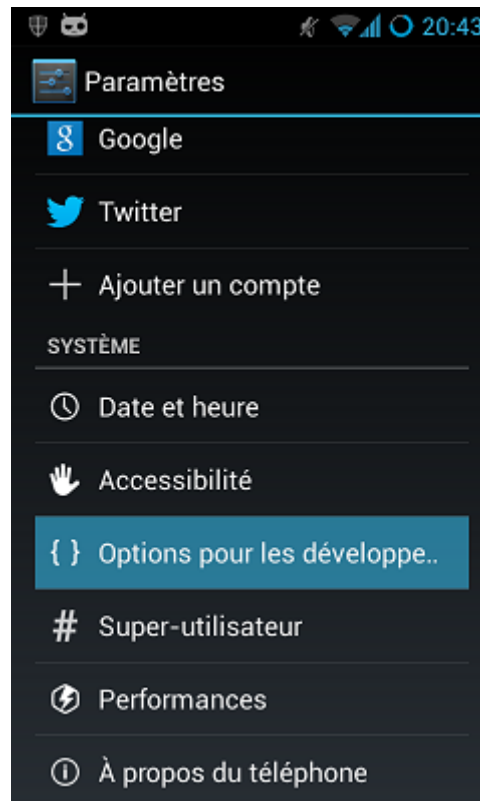 20:43
Paramètres
Google
Twitter
Ajouter un compte
SYSTÈME
Date et heure
Accessibilité
{ } Options pour les développe..
# Super-utilisateur
Performances
À propos du téléphone